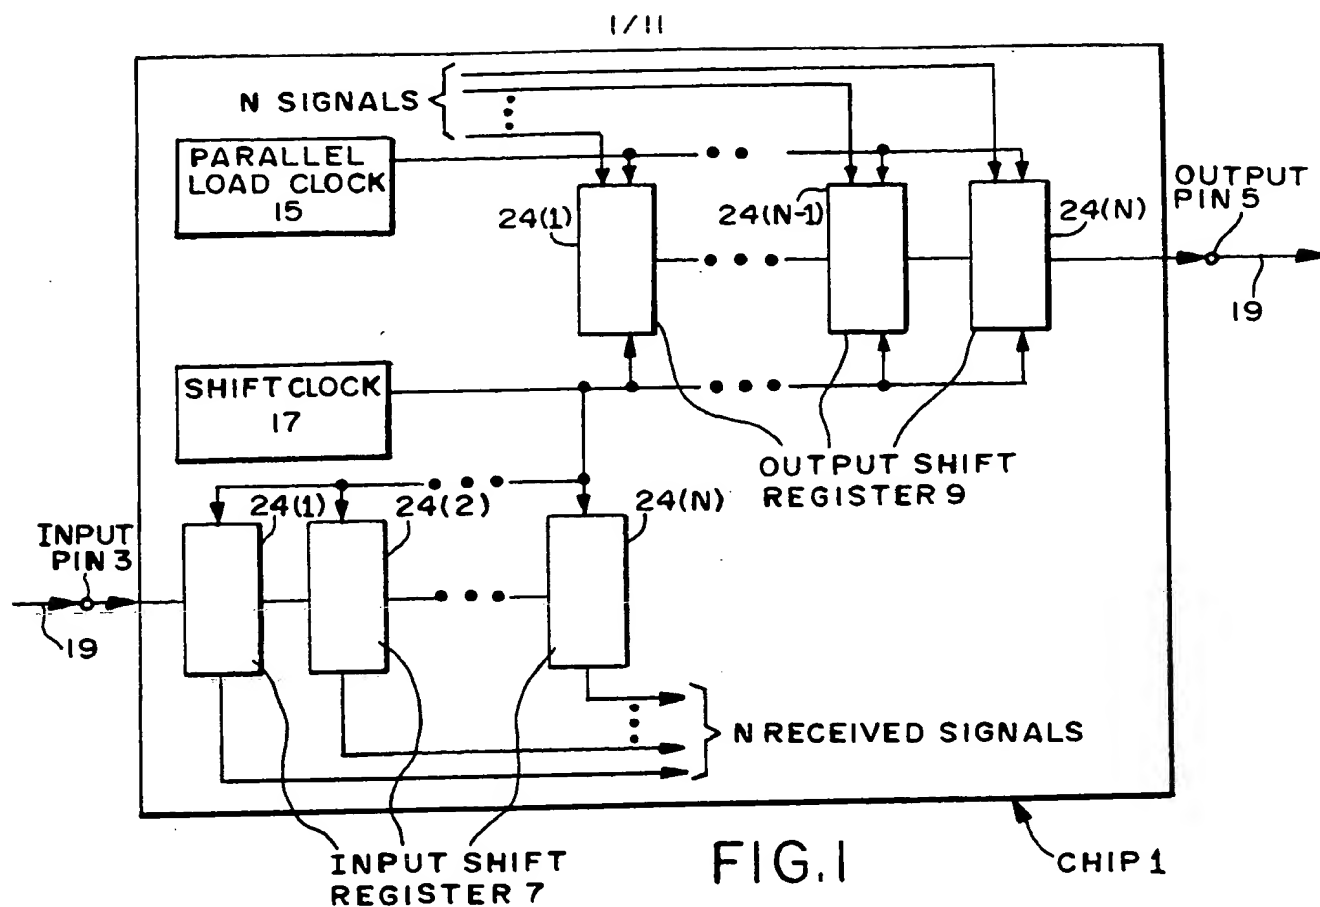 1/11
N SIGNALS
PARALLEL
LOAD CLOCK
15
24(1)
24(N-1)
24(N)
OUTPUT
PIN 5
19
SHIFT CLOCK
17
OUTPUT SHIFT
REGISTER 9
24(1)
24(2)
24(N)
INPUT
PIN 3
19
N RECEIVED SIGNALS
INPUT SHIFT
REGISTER 7
FIG. 1
CHIP 1